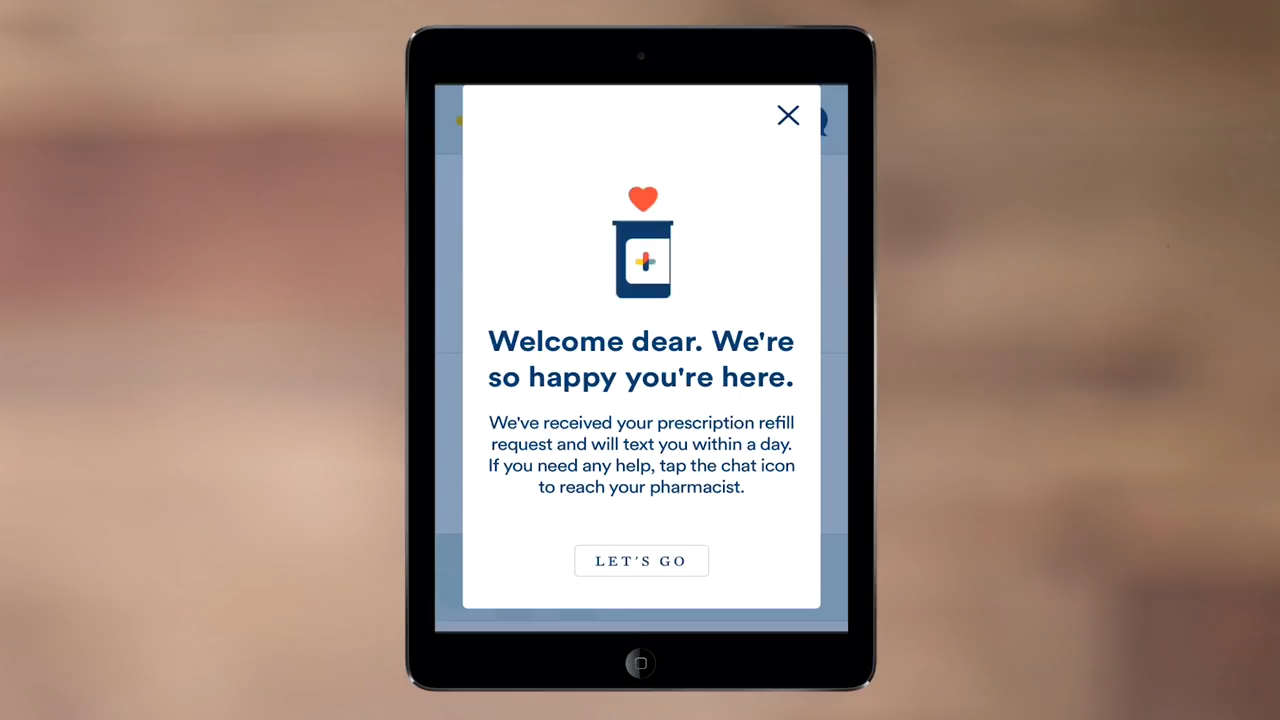 Welcome dear. We're
so happy you're here.
We've received your prescription refill
request and will text you within a day.
If you need any help, tap the chat icon
to reach your pharmacist.
LET'S GO